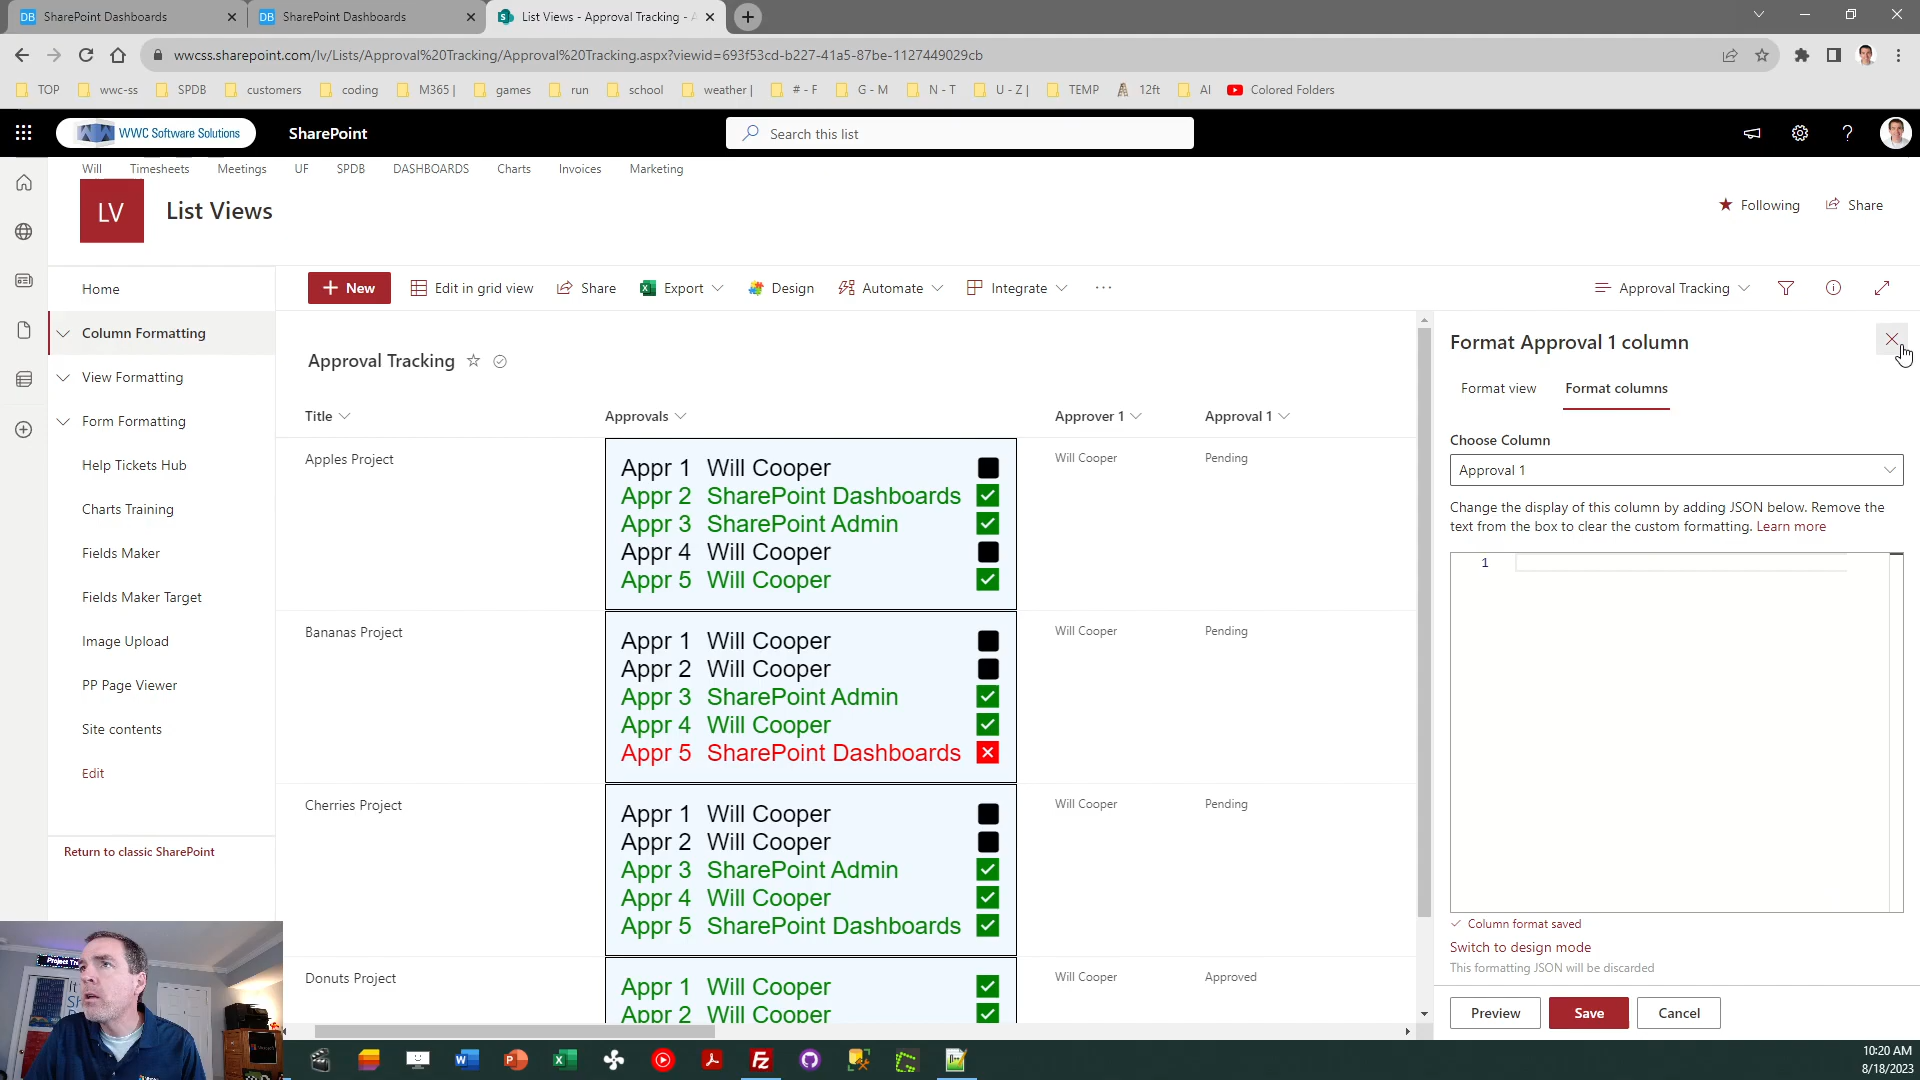 DB SharePoint Dashboards
DB SharePoint Dashboards
List Views - Approval Tracking - A
wwcss.sharepoint.com/lv/Lists/Approval%20Tracking/Approval%20Tracking.aspx?viewid=693f53cd-b227-41a5-87be-1127449029cb
TOP wwc-ss SPDB customers coding M365 | games run school weather | # - F G - M N - T U - Z | TEMP 12ft AI Colored Folders
WWC Software Solutions SharePoint Search this list
Will Timesheets Meetings UF SPDB DASHBOARDS Charts Invoices Marketing
LV List Views
Following Share
Home
Column Formatting
View Formatting
Form Formatting
Help Tickets Hub
Charts Training
Fields Maker
Fields Maker Target
Image Upload
PP Page Viewer
Site contents
Edit
Return to classic SharePoint
+ New Edit in grid view Share Export Design Automate Integrate ...
Approval Tracking
Approval Tracking
Title Approvals Approver 1 Approval 1
Apples Project
Appr 1 Will Cooper
Appr 2 SharePoint Dashboards
Appr 3 SharePoint Admin
Appr 4 Will Cooper
Appr 5 Will Cooper
Will Cooper Pending
Bananas Project
Appr 1 Will Cooper
Appr 2 Will Cooper
Appr 3 SharePoint Admin
Appr 4 Will Cooper
Appr 5 SharePoint Dashboards
Will Cooper Pending
Cherries Project
Appr 1 Will Cooper
Appr 2 Will Cooper
Appr 3 SharePoint Admin
Appr 4 Will Cooper
Appr 5 SharePoint Dashboards
Will Cooper Pending
Donuts Project
Appr 1 Will Cooper
Appr 2 Will Cooper
Will Cooper Approved
Format Approval 1 column
Format view Format columns
Choose Column
Approval 1
Change the display of this column by adding JSON below. Remove the
text from the box to clear the custom formatting. Learn more
1
Column format saved
Switch to design mode
This formatting JSON will be discarded
Preview Save Cancel
10:20 AM
8/18/2023